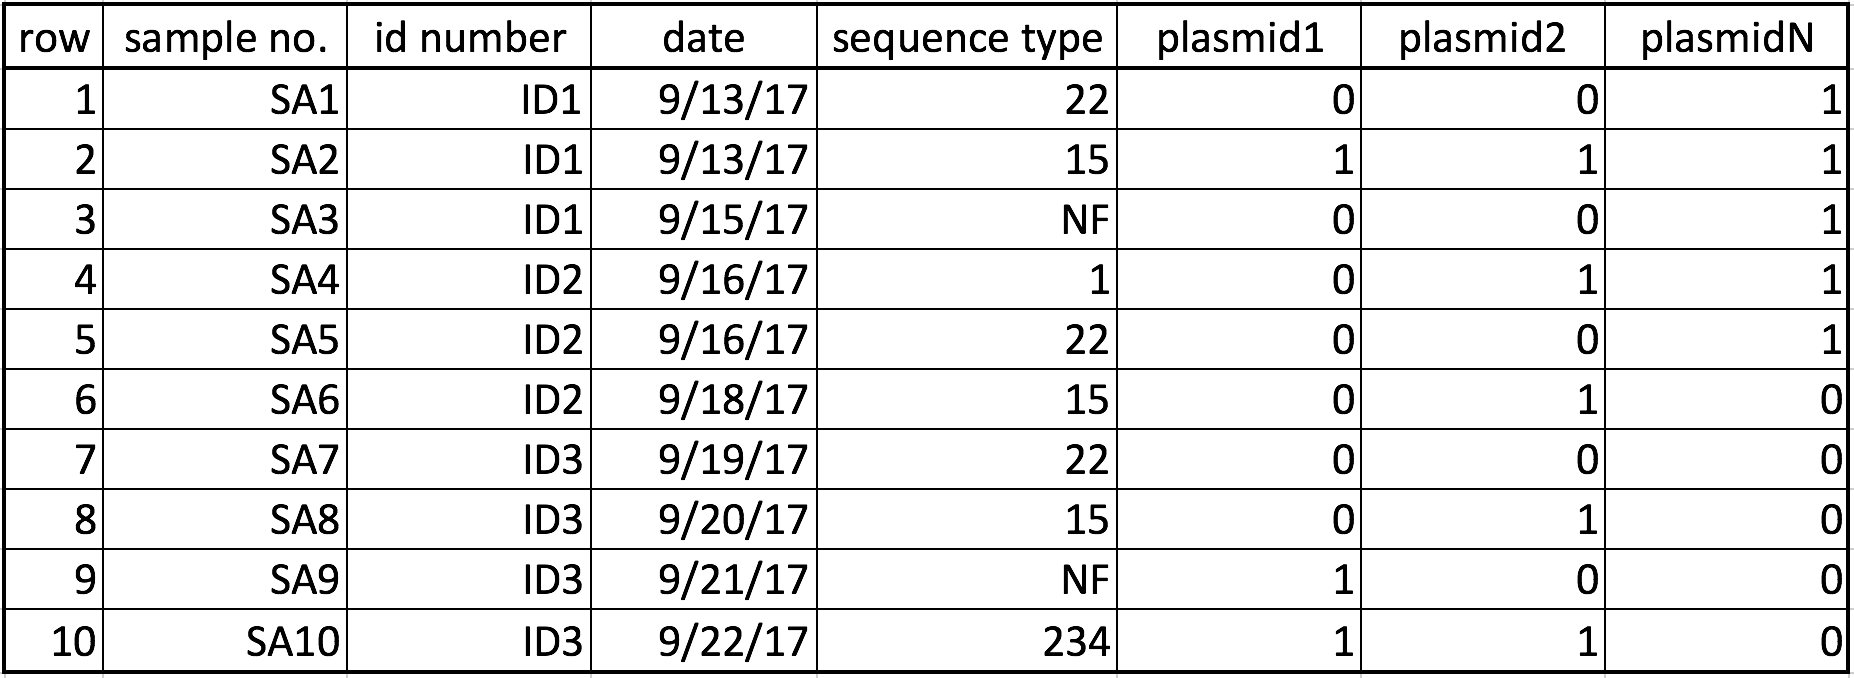 row sample no. id number date sequence type plasmid1 plasmid2 plasmidN
1 SA1 ID1 9/13/17 22 0 0 1
2 SA2 ID1 9/13/17 15 1 1 1
3 SA3 ID1 9/15/17 NF 0 0 1
4 SA4 ID2 9/16/17 1 0 1 1
5 SA5 ID2 9/16/17 22 0 0 1
6 SA6 ID2 9/18/17 15 0 1 0
7 SA7 ID3 9/19/17 22 0 0 0
8 SA8 ID3 9/20/17 15 0 1 0
9 SA9 ID3 9/21/17 NF 1 0 0
10 SA10 ID3 9/22/17 234 1 1 0